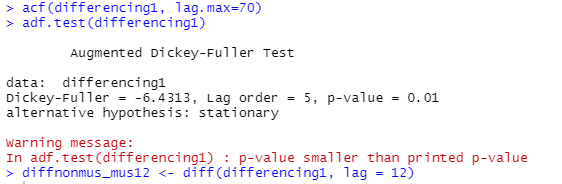 > acf(differencing1, lag.max=70)
> adf.test(differencing1)
Augmented Dickey-Fuller Test
data:  differencing1
Dickey-Fuller = -6.4313, Lag order = 5, p-value = 0.01
alternative hypothesis: stationary
Warning message:
In adf.test(differencing1) : p-value smaller than printed p-value
> diffnonmus_mus12 <- diff(differencing1, lag = 12)